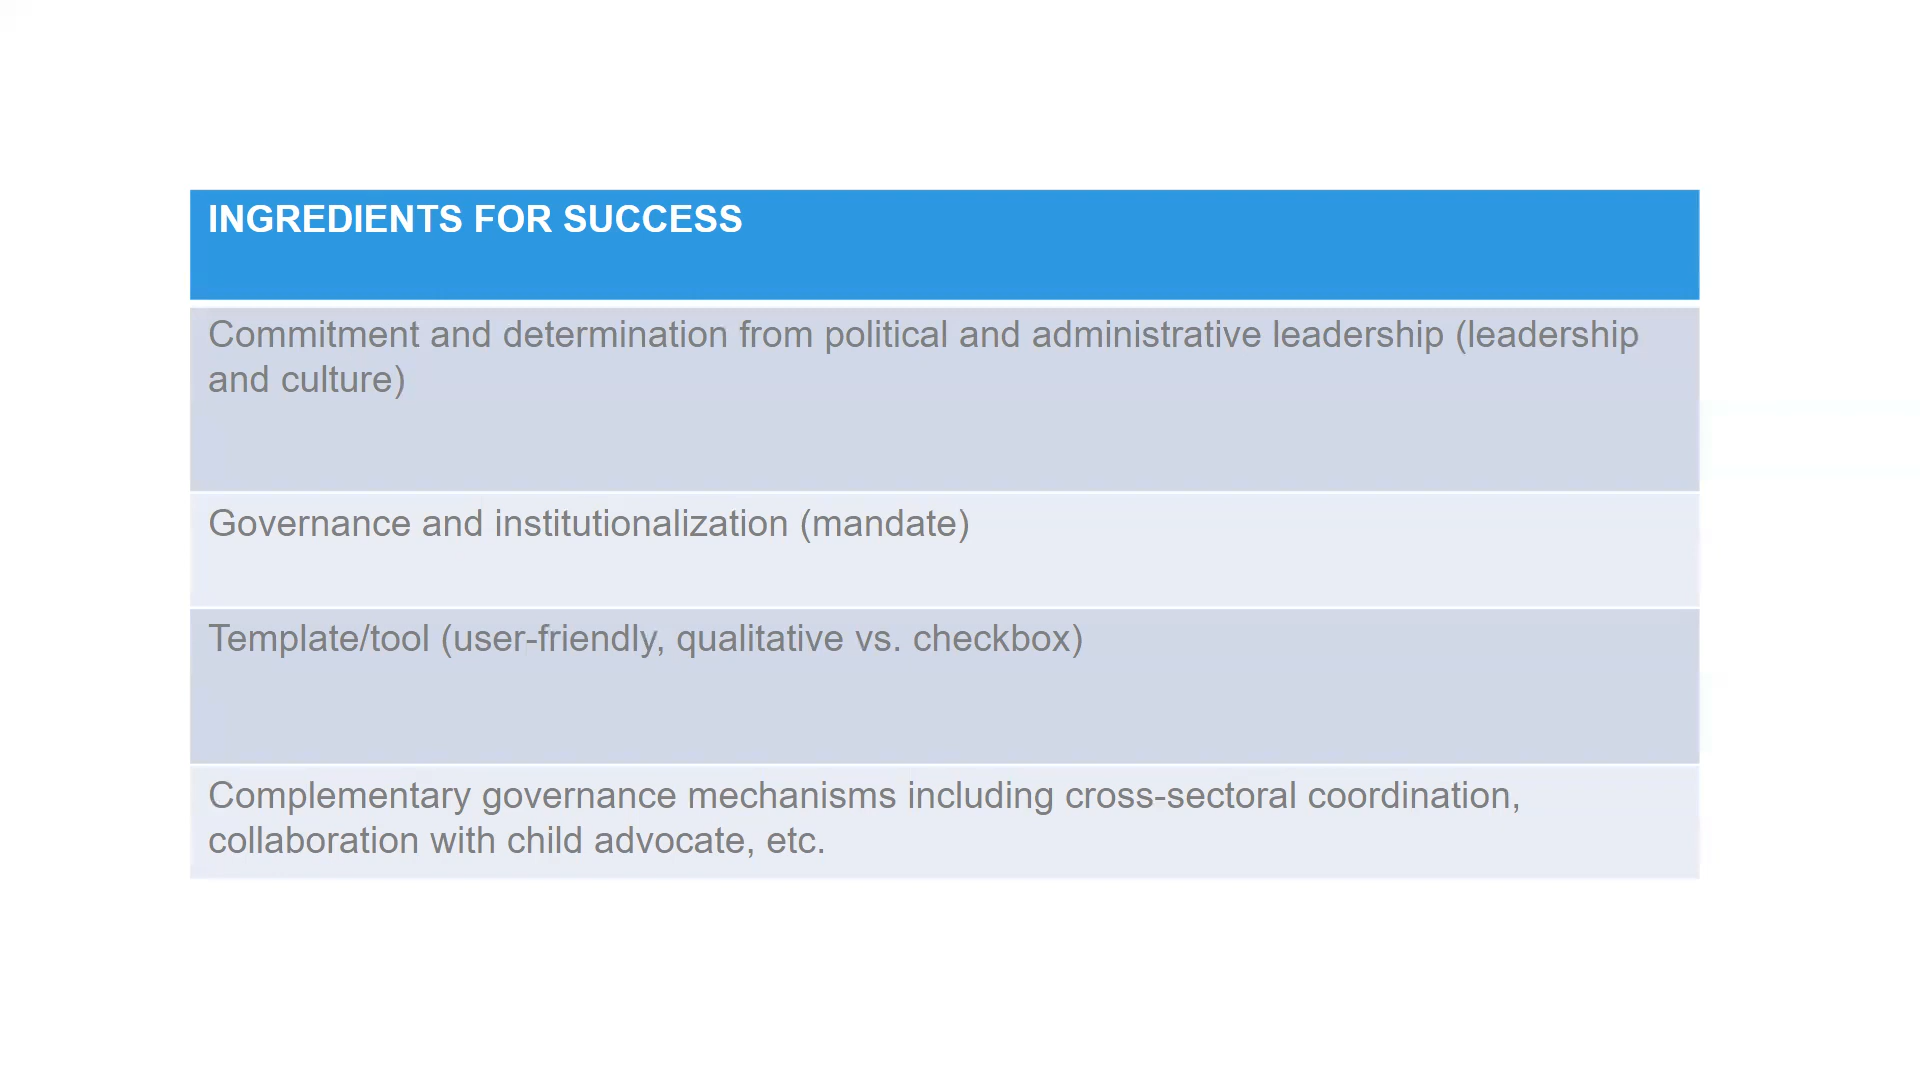 INGREDIENTS FOR SUCCESS
Commitment and determination from political and administrative leadership (leadership
and culture)
Governance and institutionalization (mandate)
Template/tool (user-friendly, qualitative vs. checkbox)
Complementary governance mechanisms including cross-sectoral coordination,
collaboration with child advocate, etc.